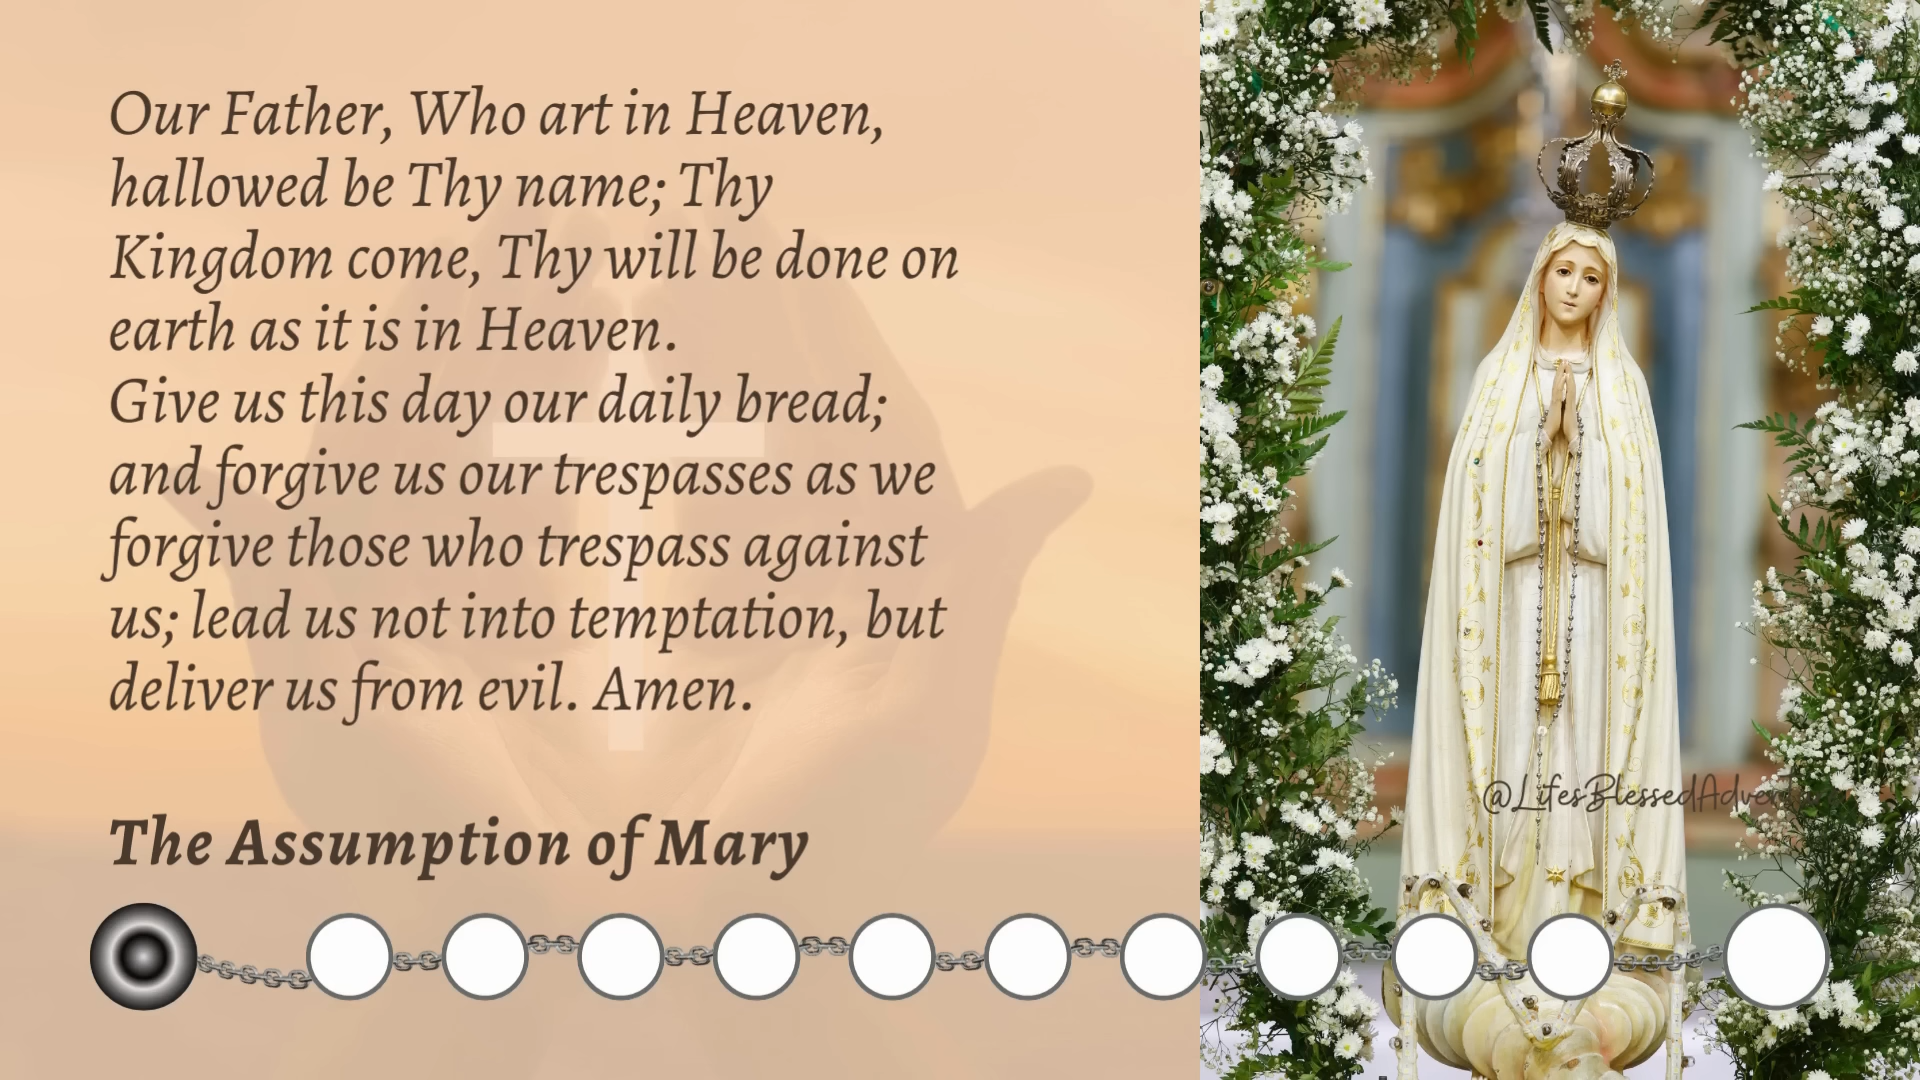 Our Father, Who art in Heaven,
hallowed be Thy name; Thy
Kingdom come, Thy will be done on
earth as it is in Heaven.
Give us this day our daily bread;
and forgive us our trespasses as we
forgive those who trespass against
us; lead us not into temptation, but
deliver us from evil. Amen.
The Assumption of Mary